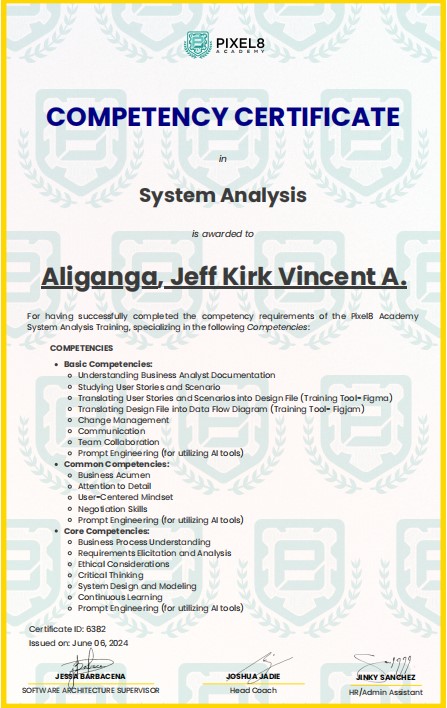 PIXEL8
ACADEMY
COMPETENCY CERTIFICATE
in
System Analysis
is awarded to
Aliganga, Jeff Kirk Vincent A.
For having successfully completed the competency requirements of the Pixel8 Academy
System Analysis Training, specializing in the following Competencies:
COMPETENCIES
• Basic Competencies:
Understanding Business Analyst Documentation
Studying User Stories and Scenario
Translating User Stories and Scenarios into Design File (Training Tool- Figma)
Translating Design File into Data Flow Diagram (Training Tool- Figjam)
Change Management
Communication
Team Collaboration
Prompt Engineering (for utilizing AI tools)
• Common Competencies:
Business Acumen
Attention to Detail
User-Centered Mindset
Negotiation Skills
Prompt Engineering (for utilizing AI tools)
• Core Competencies:
Business Process Understanding
Requirements Elicitation and Analysis
Ethical Considerations
Critical Thinking
System Design and Modeling
Continuous Learning
Prompt Engineering (for utilizing AI tools)
Certificate ID: 6382
Issued on: June 06, 2024
JESSA BARBACENA JOSHUA JADIE JINKY SANCHEZ
SOFTWARE ARCHITECTURE SUPERVISOR Head Coach HR/Admin Assistant